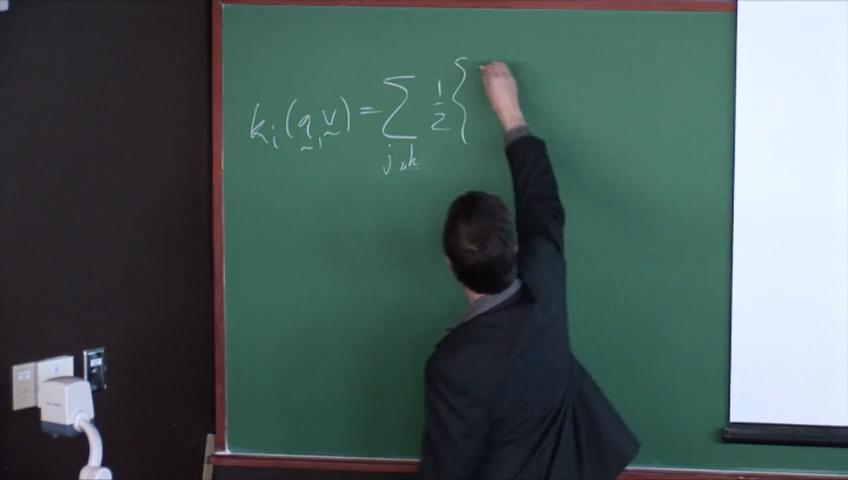 k_i(q, v) = ∑_{j,k} 1/2 {